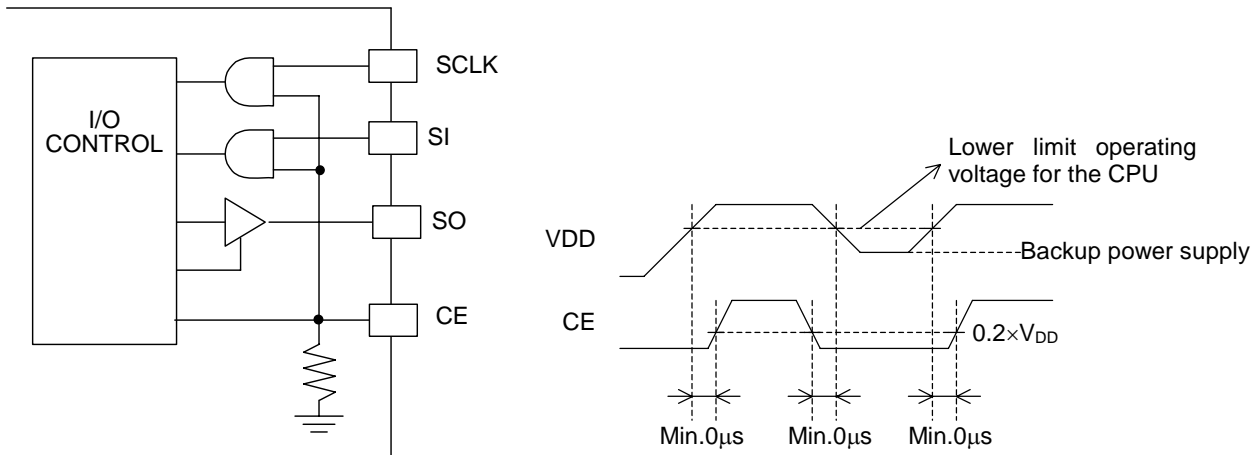 I/O
CONTROL
SCLK
SI
SO
CE
Lower limit operating
voltage for the CPU
VDD
Backup power supply
CE
0.2×VDD
Min.0μs
Min.0μs
Min.0μs